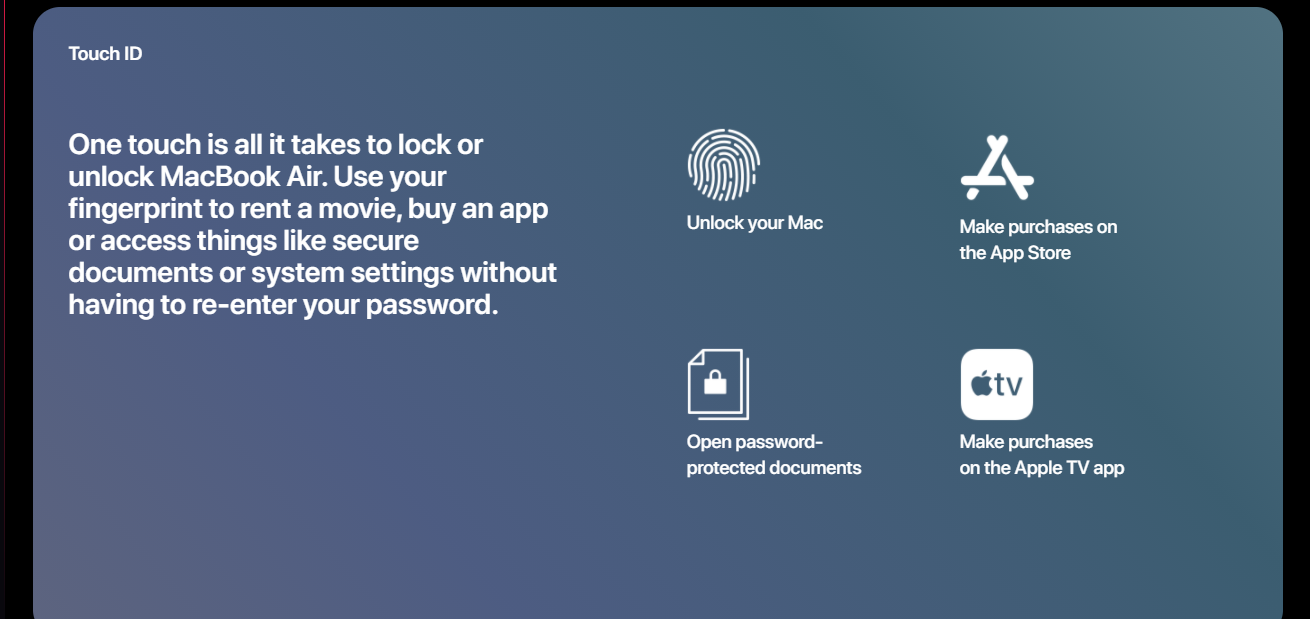 Touch ID
One touch is all it takes to lock or
unlock MacBook Air. Use your
fingerprint to rent a movie, buy an app
or access things like secure
documents or system settings without
having to re-enter your password.
Unlock your Mac
Make purchases on
the App Store
Open password-
protected documents
tv
Make purchases
on the Apple TV app